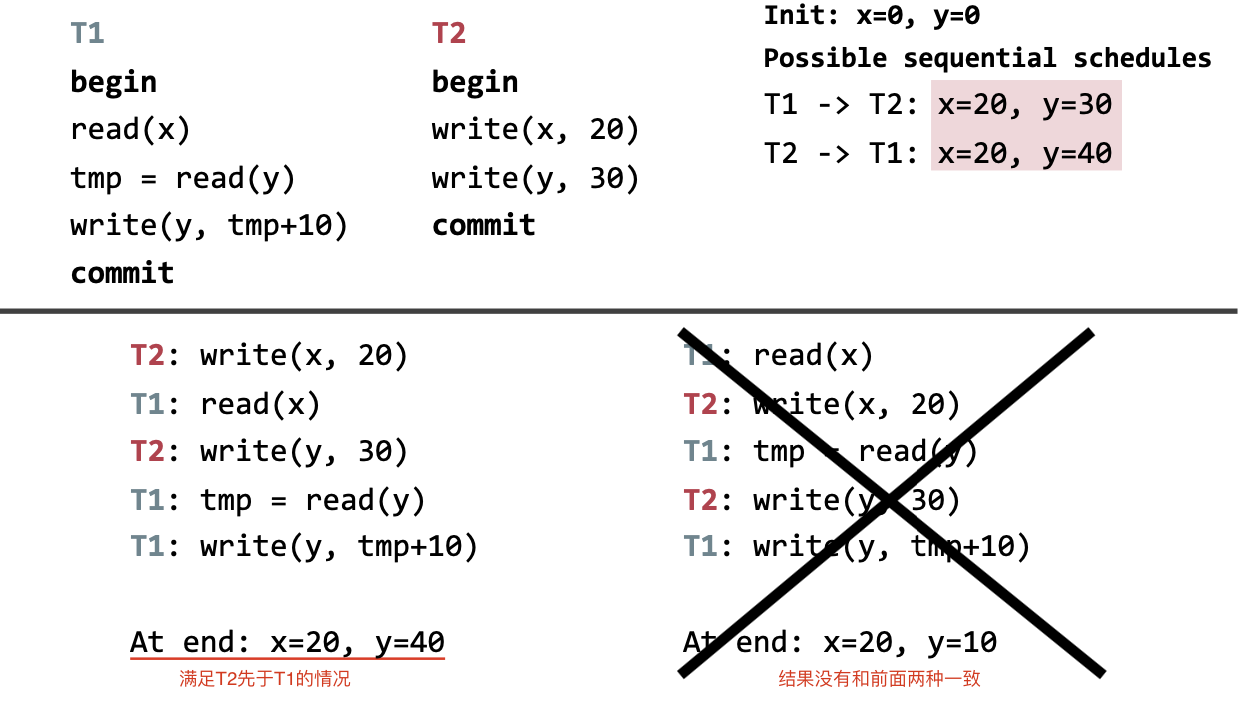 T1
begin
read(x)
tmp = read(y)
write(y, tmp+10)
commit
T2
begin
write(x, 20)
write(y, 30)
commit
Init: x=0, y=0
Possible sequential schedules
T1 -> T2: x=20, y=30
T2 -> T1: x=20, y=40
T2: write(x, 20)
T1: read(x)
T2: write(y, 30)
T1: tmp = read(y)
T1: write(y, tmp+10)
At end: x=20, y=40
满足T2先于T1的情况
T1: read(x)
T2: write(x, 20)
T1: tmp = read(y)
T2: write(y, 30)
T1: write(y, tmp+10)
At end: x=20, y=10
结果没有和前面两种一致